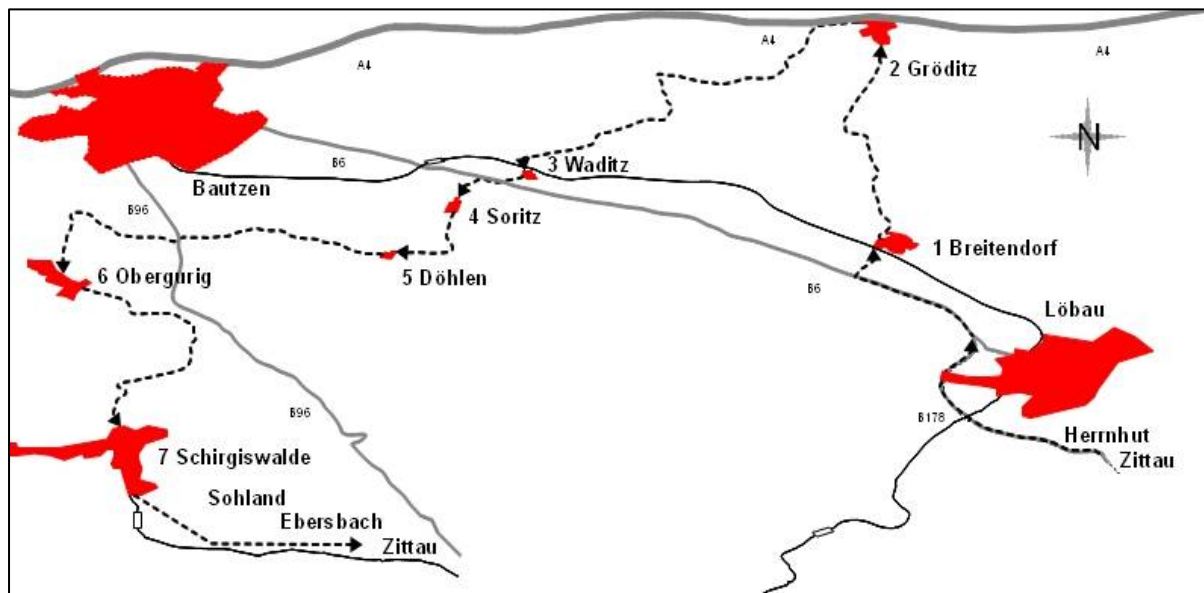 A4
A4
A4
2 Gröditz
N
B6
3 Waditz
Bautzen
B96
4 Soritz
1 Breitendorf
6 Obergurig
5 Döhlen
B6
Löbau
B96
B178
Herrnhut
Zittau
7 Schirgiswalde
Sohland
Ebersbach
Zittau